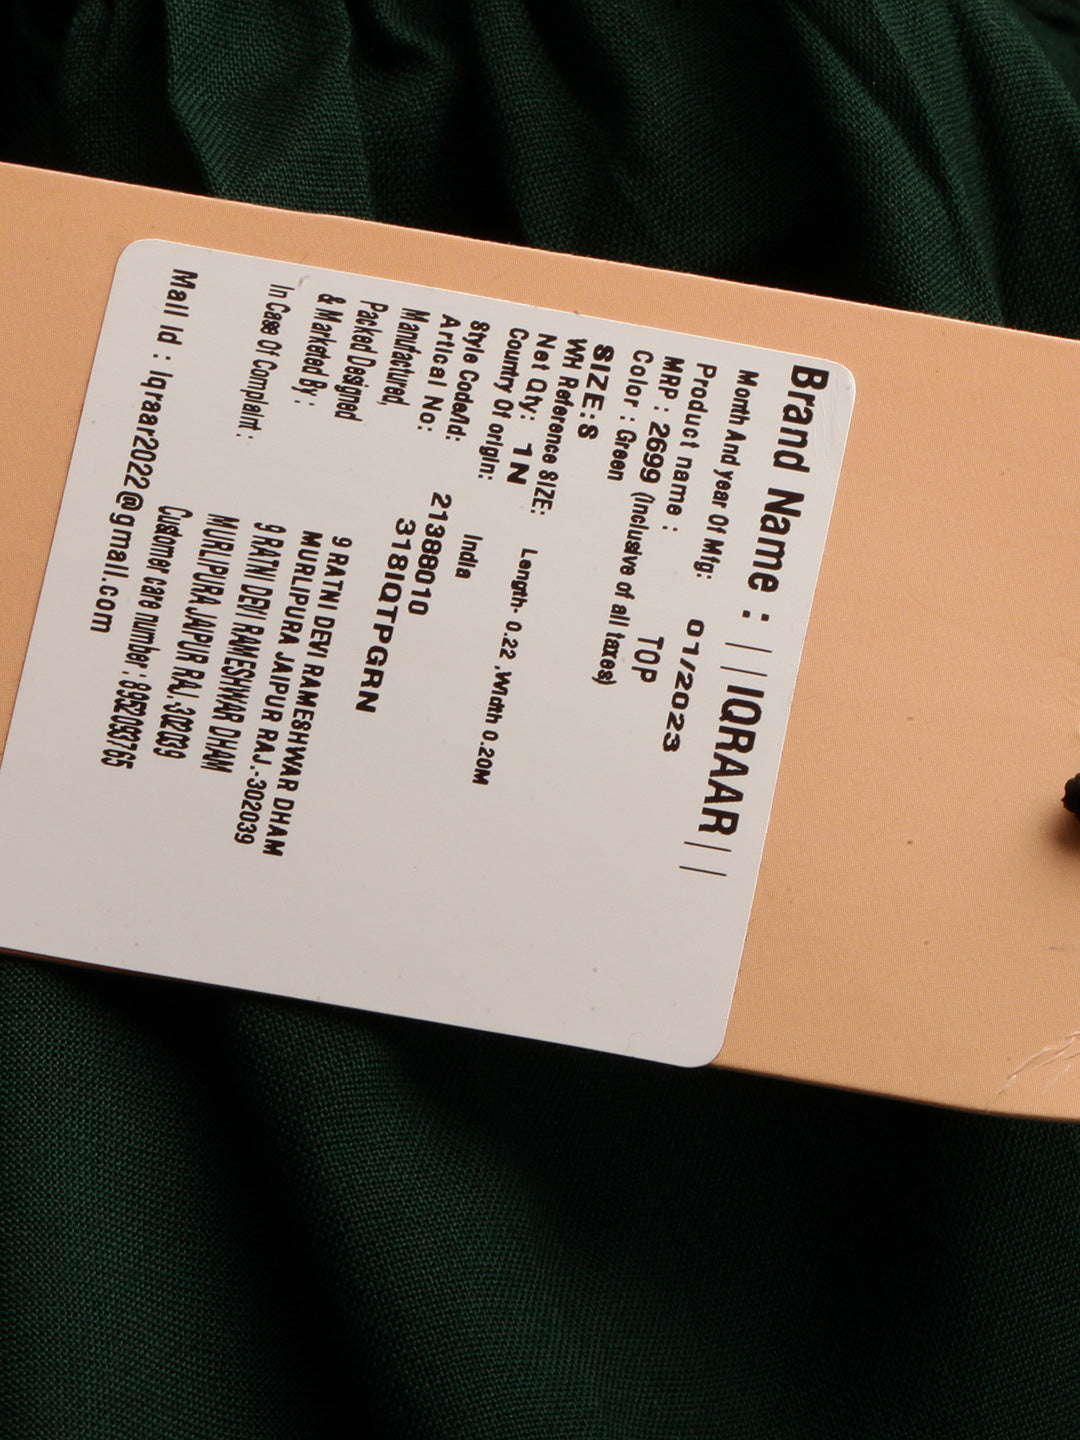 Brand Name : ||IQRAAR||
Month And year Of Mfg: 01/2023
Product name : TOP
MRP : 2699 (Inclusive of all taxes)
Color : Green
SIZE:S
WH Reference SIZE: Length- 0.22 ,Width 0.20M
Net Qty: 1N
Country Of origin: India
Style Code/Id: 21388010
Artical No: 318IQTPGRN
Manufactured,
Packed Designed
& Marketed By :
9 RATNI DEVI RAMESHWAR DHAM
MURLIPURA JAIPUR RAJ.-302039
In Case Of Complaint :
9 RATNI DEVI RAMESHWAR DHAM
MURLIPURA JAIPUR RAJ.-302039
Customer care number : 8952093765
Mail Id : Iqraar2022@gmail.com